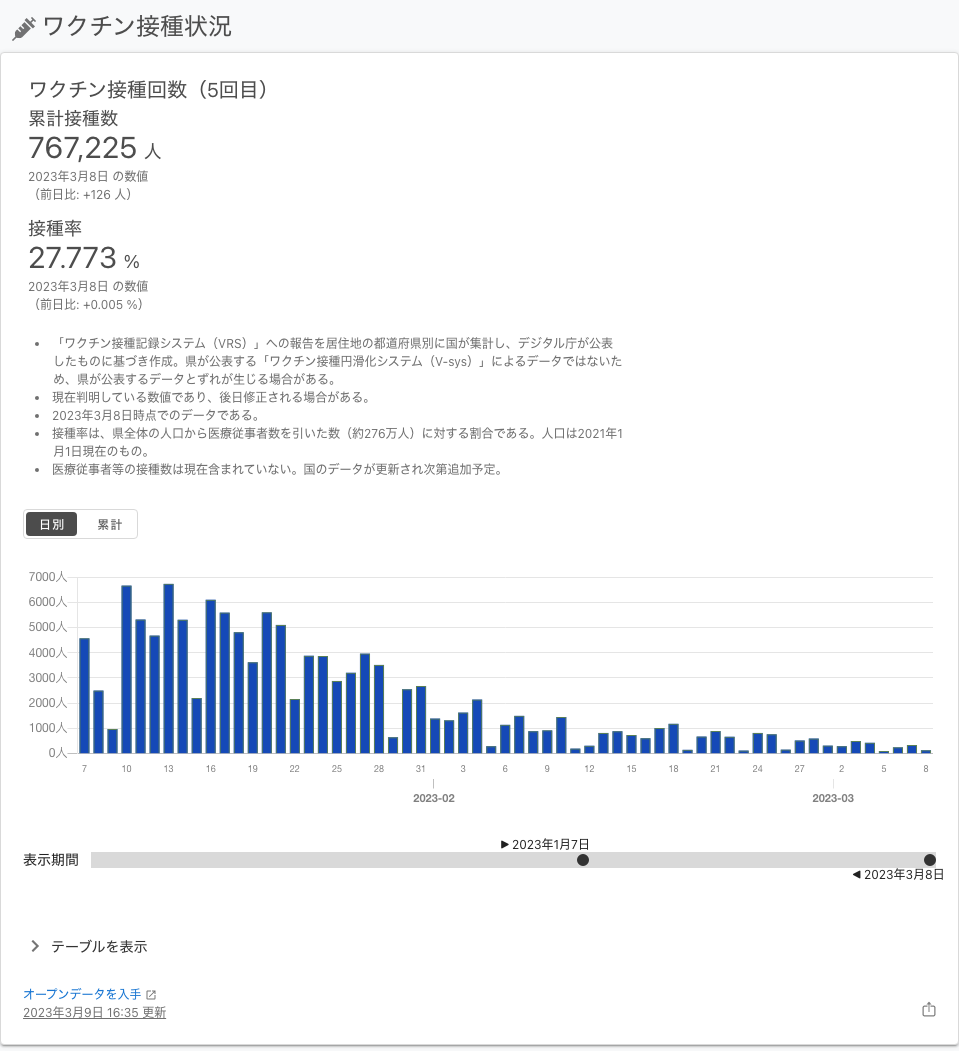 ワクチン接種状況
ワクチン接種回数（5回目）
累計接種数
767,225 人
2023年3月8日 の数値
（前日比: +126 人）
接種率
27.773 %
2023年3月8日 の数値
（前日比: +0.005 %）
• 「ワクチン接種記録システム（VRS）」への報告を居住地の都道府県別に国が集計し、デジタル庁が公表
したものに基づき作成。県が公表する「ワクチン接種円滑化システム（V-sys）」によるデータではないた
め、県が公表するデータとずれが生じる場合がある。
• 現在判明している数値であり、後日修正される場合がある。
• 2023年3月8日時点でのデータである。
• 接種率は、県全体の人口から医療従事者数を引いた数（約276万人）に対する割合である。人口は2021年1
月1日現在のもの。
• 医療従事者等の接種数は現在含まれていない。国のデータが更新され次第追加予定。
日別 累計
7000人
6000人
5000人
4000人
3000人
2000人
1000人
0人
7 10 13 16 19 22 25 28 31 3 6 9 12 15 18 21 24 27 2 5 8
2023-02 2023-03
▶ 2023年1月7日
表示期間
◀ 2023年3月8日
テーブルを表示
オープンデータを入手
2023年3月9日 16:35 更新